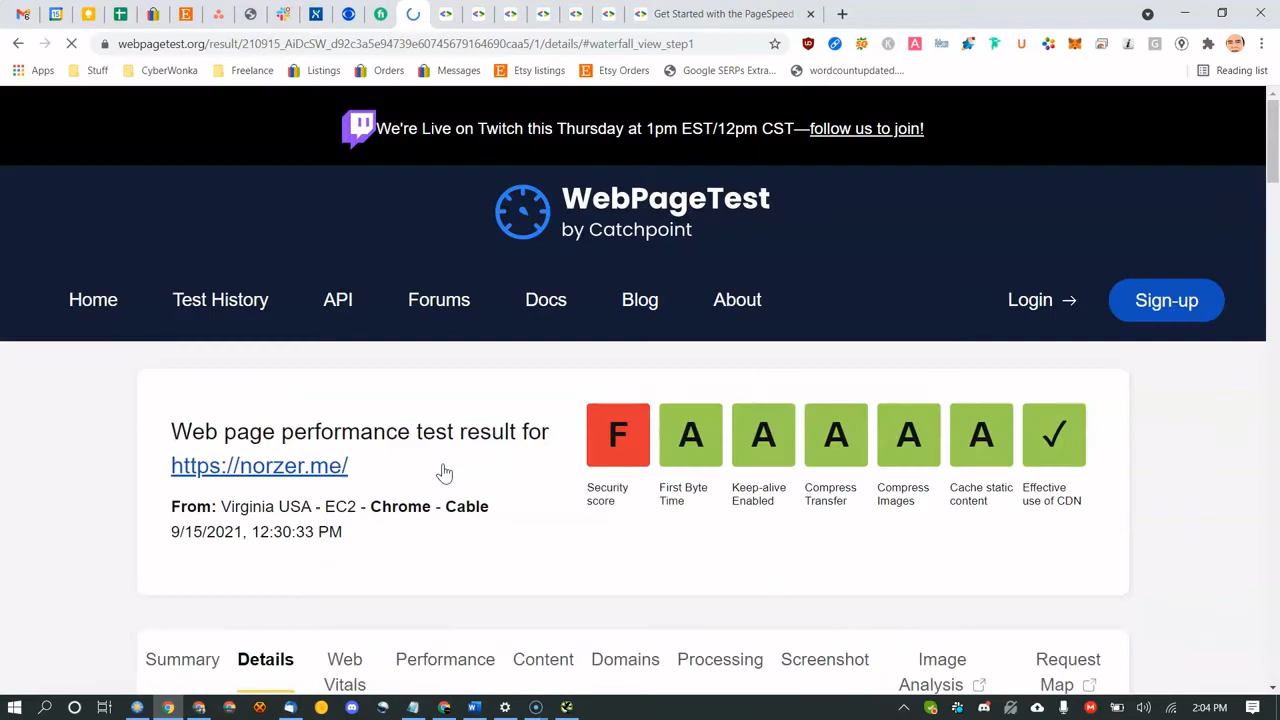 Get Started with the PageSpeed
webpagetest.org/result/210915_AiDcSW_d92c3a5e94729e60745679164690caa5/1/details/#waterfall_view_step1
Apps Stuff CyberWonka Freelance Listings Orders Messages Etsy listings Etsy Orders Google SERPs Extra... wordcountupdated.... Reading list
We're Live on Twitch this Thursday at 1pm EST/12pm CST—follow us to join!
WebPageTest
by Catchpoint
Home Test History API Forums Docs Blog About Login → Sign-up
Web page performance test result for
https://norzer.me/
From: Virginia USA - EC2 - Chrome - Cable
9/15/2021, 12:30:33 PM
F A A A A A ✓
Security score
First Byte Time
Keep-alive Enabled
Compress Transfer
Compress Images
Cache static content
Effective use of CDN
Summary Details Web Vitals Performance Content Domains Processing Screenshot Image Analysis Request Map
2:04 PM